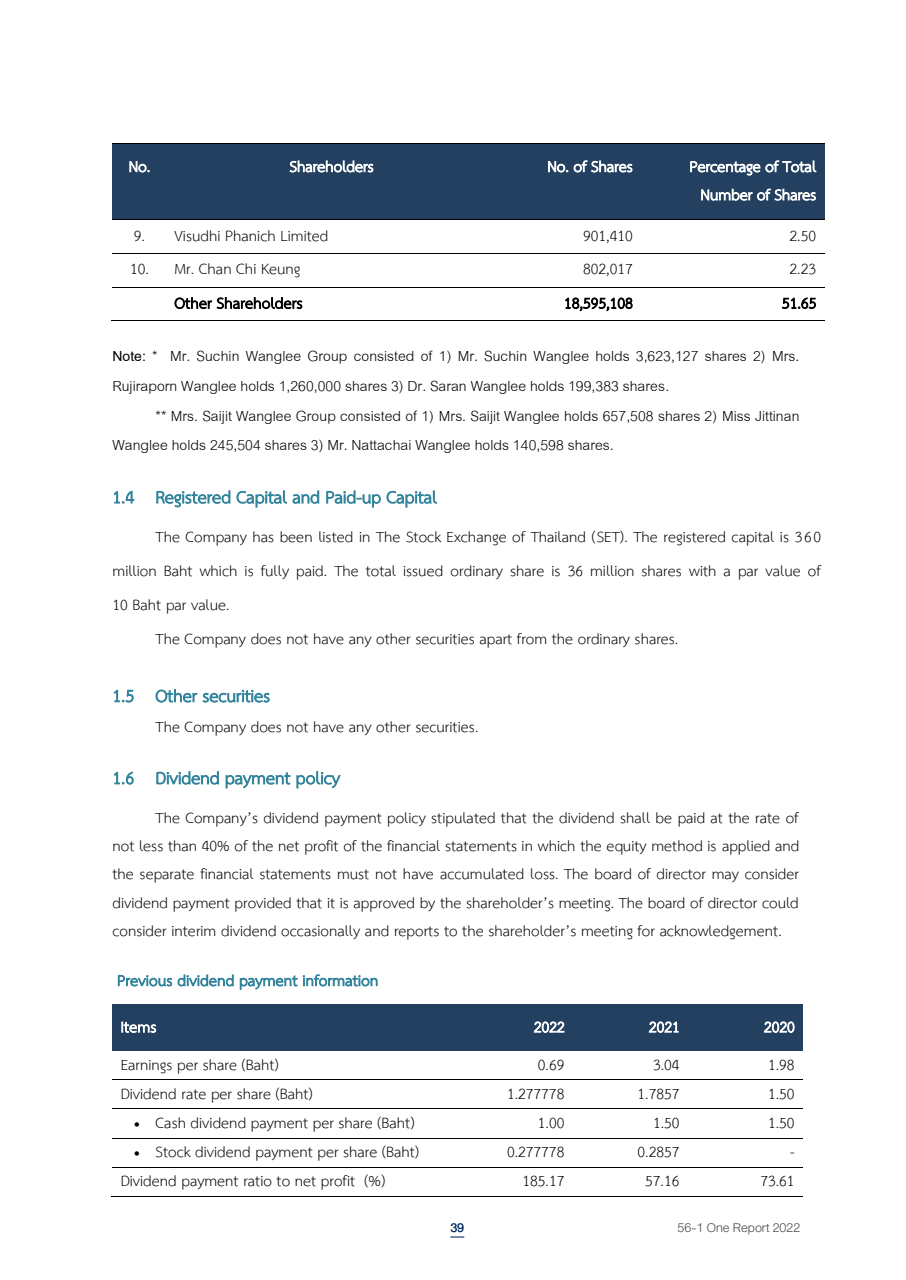 No. Shareholders No. of Shares Percentage of Total
Number of Shares
9. Visudhi Phanich Limited 901,410 2.50
10. Mr. Chan Chi Keung 802,017 2.23
Other Shareholders 18,595,108 51.65
Note: * Mr. Suchin Wanglee Group consisted of 1) Mr. Suchin Wanglee holds 3,623,127 shares 2) Mrs.
Rujiraporn Wanglee holds 1,260,000 shares 3) Dr. Saran Wanglee holds 199,383 shares.
** Mrs. Saijit Wanglee Group consisted of 1) Mrs. Saijit Wanglee holds 657,508 shares 2) Miss Jittinan
Wanglee holds 245,504 shares 3) Mr. Nattachai Wanglee holds 140,598 shares.
1.4 Registered Capital and Paid-up Capital
The Company has been listed in The Stock Exchange of Thailand (SET). The registered capital is 360
million Baht which is fully paid. The total issued ordinary share is 36 million shares with a par value of
10 Baht par value.
The Company does not have any other securities apart from the ordinary shares.
1.5 Other securities
The Company does not have any other securities.
1.6 Dividend payment policy
The Company's dividend payment policy stipulated that the dividend shall be paid at the rate of
not less than 40% of the net profit of the financial statements in which the equity method is applied and
the separate financial statements must not have accumulated loss. The board of director may consider
dividend payment provided that it is approved by the shareholder's meeting. The board of director could
consider interim dividend occasionally and reports to the shareholder's meeting for acknowledgement.
Previous dividend payment information
Items 2022 2021 2020
Earnings per share (Baht) 0.69 3.04 1.98
Dividend rate per share (Baht) 1.277778 1.7857 1.50
• Cash dividend payment per share (Baht) 1.00 1.50 1.50
• Stock dividend payment per share (Baht) 0.277778 0.2857 -
Dividend payment ratio to net profit (%) 185.17 57.16 73.61
39 56-1 One Report 2022